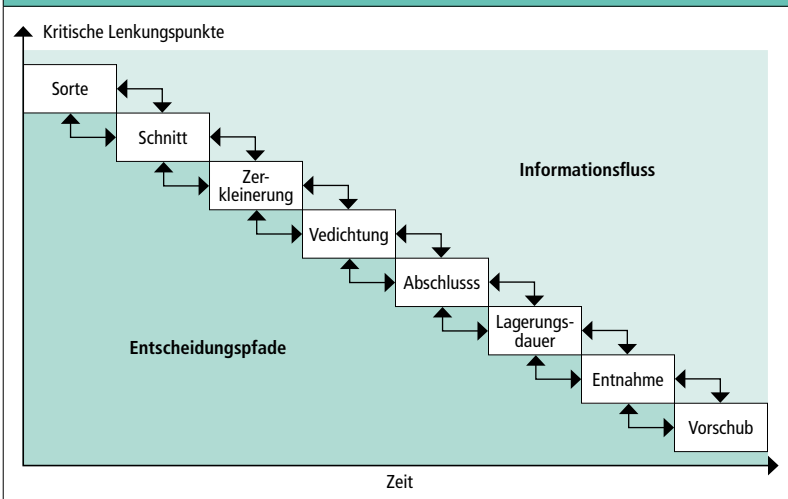 Kritische Lenkungspunkte
Sorte
Schnitt
Zer-
kleinerung
Informationsfluss
Vedichtung
Abschlusss
Lagerungs-
dauer
Entscheidungspfade
Entnahme
Vorschub
Zeit